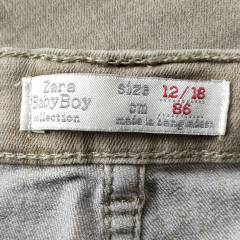 Zara
BabyBoy
collection
size 12/18
cm 86
made in bangladesh